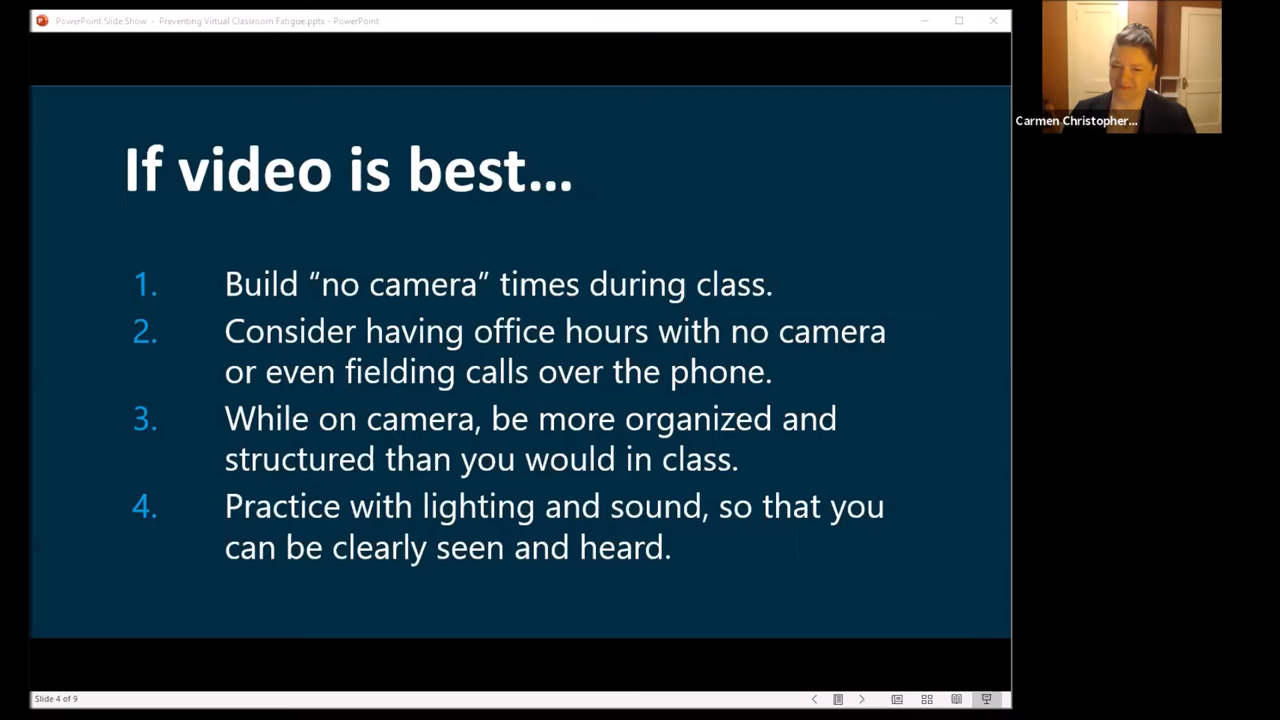 PowerPoint Slide Show - Preventing Virtual Classroom Fatigue.pptx - PowerPoint
Carmen Christopher...
If video is best...
1. Build “no camera” times during class.
2. Consider having office hours with no camera
or even fielding calls over the phone.
3. While on camera, be more organized and
structured than you would in class.
4. Practice with lighting and sound, so that you
can be clearly seen and heard.
Slide 4 of 9